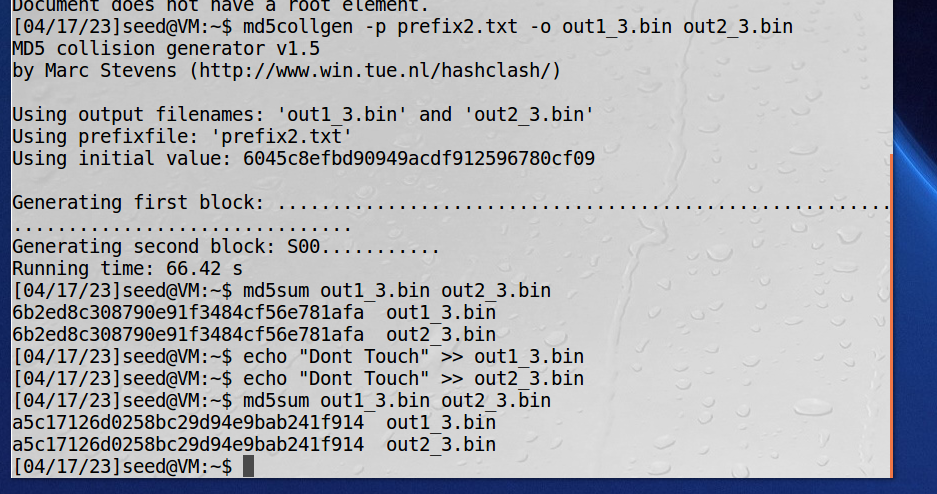 Document does not have a root element.
[04/17/23]seed@VM:~$ md5collgen -p prefix2.txt -o out1_3.bin out2_3.bin
MD5 collision generator v1.5
by Marc Stevens (http://www.win.tue.nl/hashclash/)
Using output filenames: 'out1_3.bin' and 'out2_3.bin'
Using prefixfile: 'prefix2.txt'
Using initial value: 6045c8efbd90949acdf912596780cf09
Generating first block: ........................................................
...............................
Generating second block: S00...........
Running time: 66.42 s
[04/17/23]seed@VM:~$ md5sum out1_3.bin out2_3.bin
6b2ed8c308790e91f3484cf56e781afa  out1_3.bin
6b2ed8c308790e91f3484cf56e781afa  out2_3.bin
[04/17/23]seed@VM:~$ echo "Dont Touch" >> out1_3.bin
[04/17/23]seed@VM:~$ echo "Dont Touch" >> out2_3.bin
[04/17/23]seed@VM:~$ md5sum out1_3.bin out2_3.bin
a5c17126d0258bc29d94e9bab241f914  out1_3.bin
a5c17126d0258bc29d94e9bab241f914  out2_3.bin
[04/17/23]seed@VM:~$